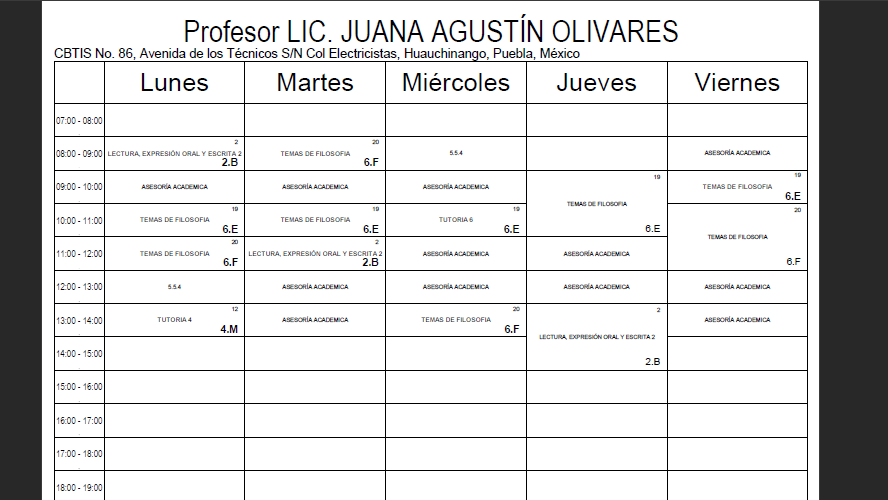 Profesor LIC. JUANA AGUSTÍN OLIVARES
CBTIS No. 86, Avenida de los Técnicos S/N Col Electricistas, Huauchinango, Puebla, México
Lunes Martes Miércoles Jueves Viernes
07:00 - 08:00
2 20
08:00 - 09:00 LECTURA, EXPRESIÓN ORAL Y ESCRITA 2 TEMAS DE FILOSOFIA 5.5.4 ASESORÍA ACADEMICA
2.B 6.F
19 19
09:00 - 10:00 ASESORÍA ACADEMICA ASESORÍA ACADEMICA ASESORÍA ACADEMICA TEMAS DE FILOSOFIA TEMAS DE FILOSOFIA
6.E
19 19 19 20
10:00 - 11:00 TEMAS DE FILOSOFIA TEMAS DE FILOSOFIA TUTORIA 6 TEMAS DE FILOSOFIA
6.E 6.E 6.E 6.E
20 2
11:00 - 12:00 TEMAS DE FILOSOFIA LECTURA, EXPRESIÓN ORAL Y ESCRITA 2 ASESORÍA ACADEMICA ASESORÍA ACADEMICA
6.F 2.B 6.F
12:00 - 13:00 5.5.4 ASESORÍA ACADEMICA ASESORÍA ACADEMICA ASESORÍA ACADEMICA ASESORÍA ACADEMICA
12 20 2
13:00 - 14:00 TUTORIA 4 ASESORÍA ACADEMICA TEMAS DE FILOSOFIA LECTURA, EXPRESIÓN ORAL Y ESCRITA 2 ASESORÍA ACADEMICA
4.M 6.F
14:00 - 15:00 2.B
15:00 - 16:00
16:00 - 17:00
17:00 - 18:00
18:00 - 19:00